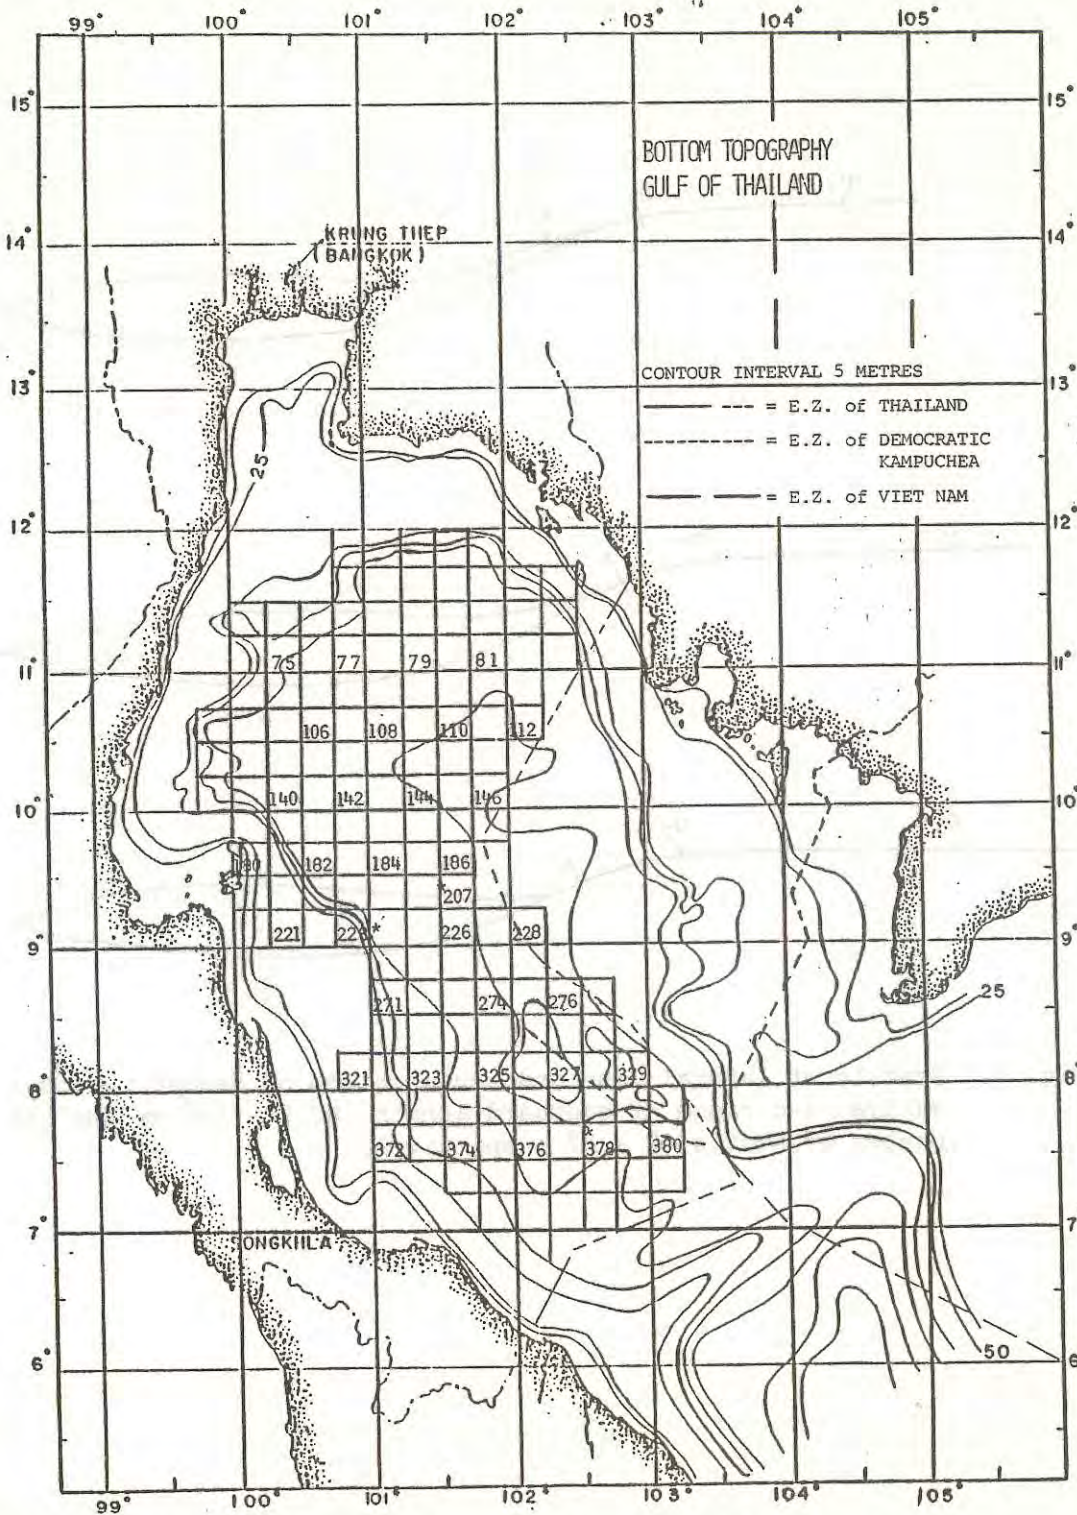 99° 100° 101° 102° 103° 104° 105°
15° 15°
BOTTOM TOPOGRAPHY
GULF OF THAILAND
14° 14°
KRUNG THEP
(BANGKOK)
13° 13°
CONTOUR INTERVAL 5 METRES
= E.Z. of THAILAND
= E.Z. of DEMOCRATIC
KAMPUCHEA
= E.Z. of VIET NAM
25
12° 12°
11° 75 77 79 81 11°
106 108 110 112
10° 140 142 144 146 10°
182 184 186
207
9° 221 226 228 9°
271 274 276 25
8° 321 323 325 327 329 8°
372 374 376 378 380
7° ONGKHLA 7°
6° 50 6
99° 100° 101° 102° 103° 104° 105°